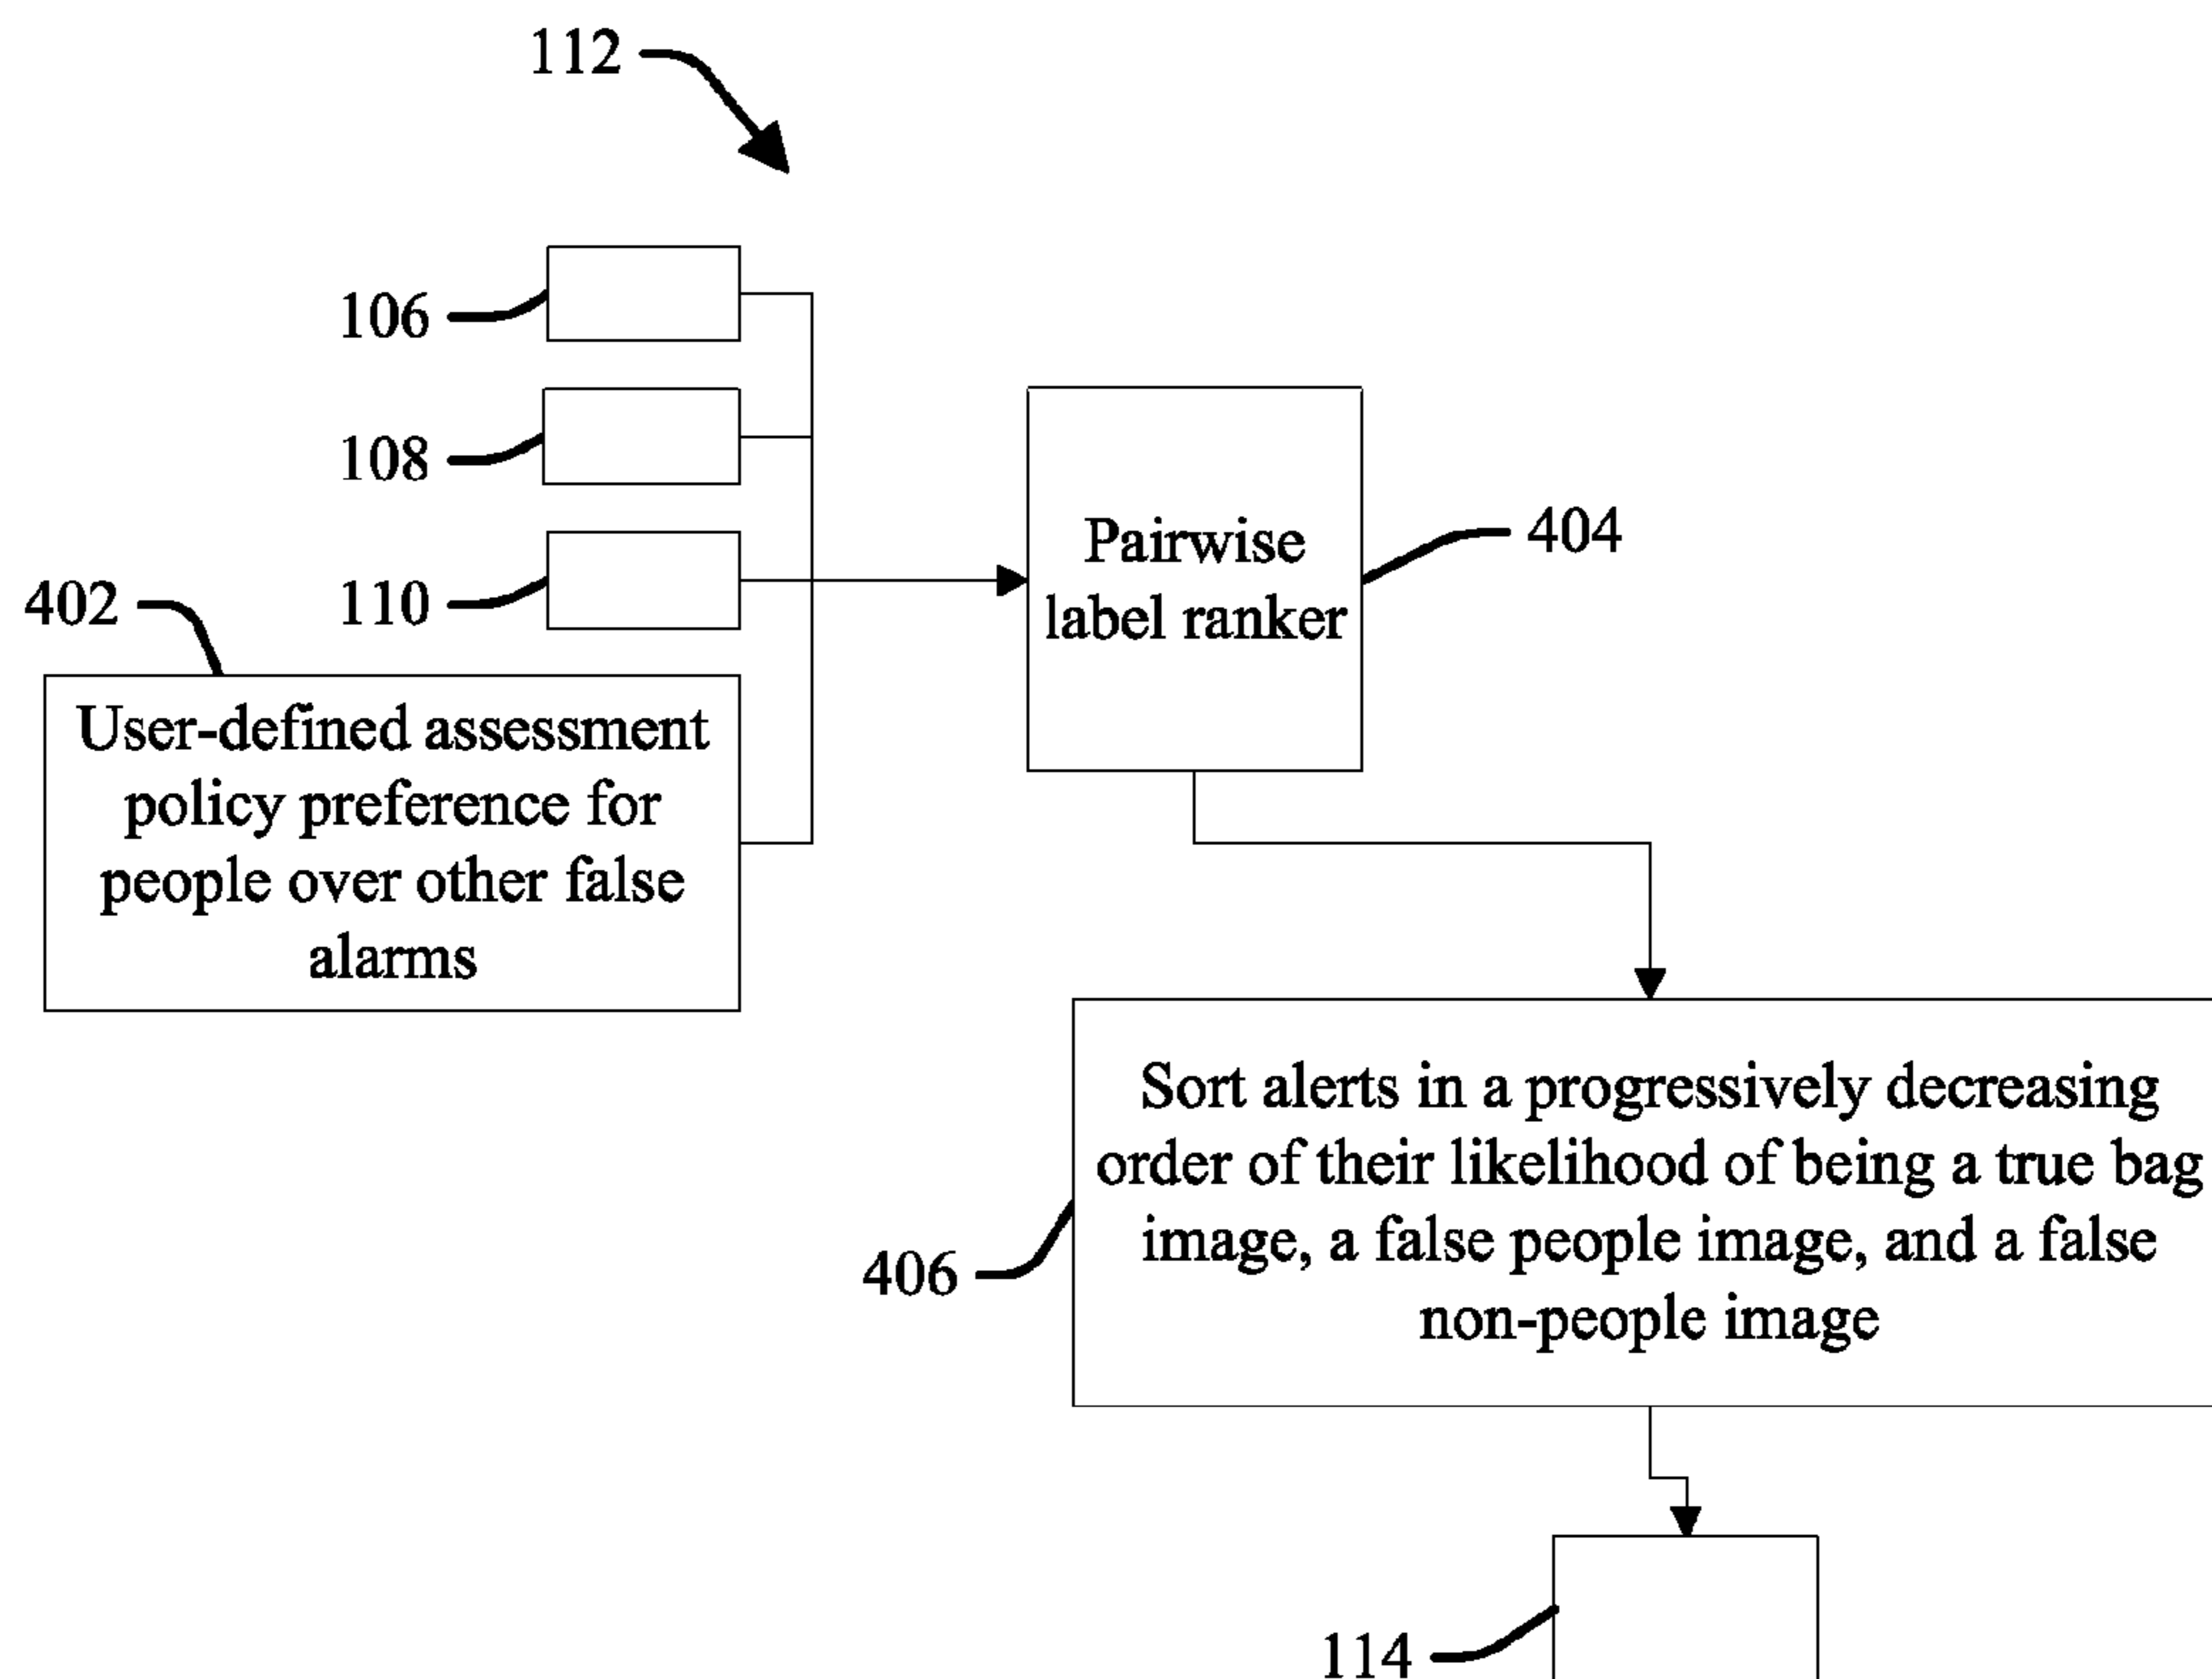 112
106
108
110
402
User-defined assessment
policy preference for
people over other false
alarms
Pairwise
label ranker
404
Sort alerts in a progressively decreasing
order of their likelihood of being a true bag
image, a false people image, and a false
non-people image
406
114